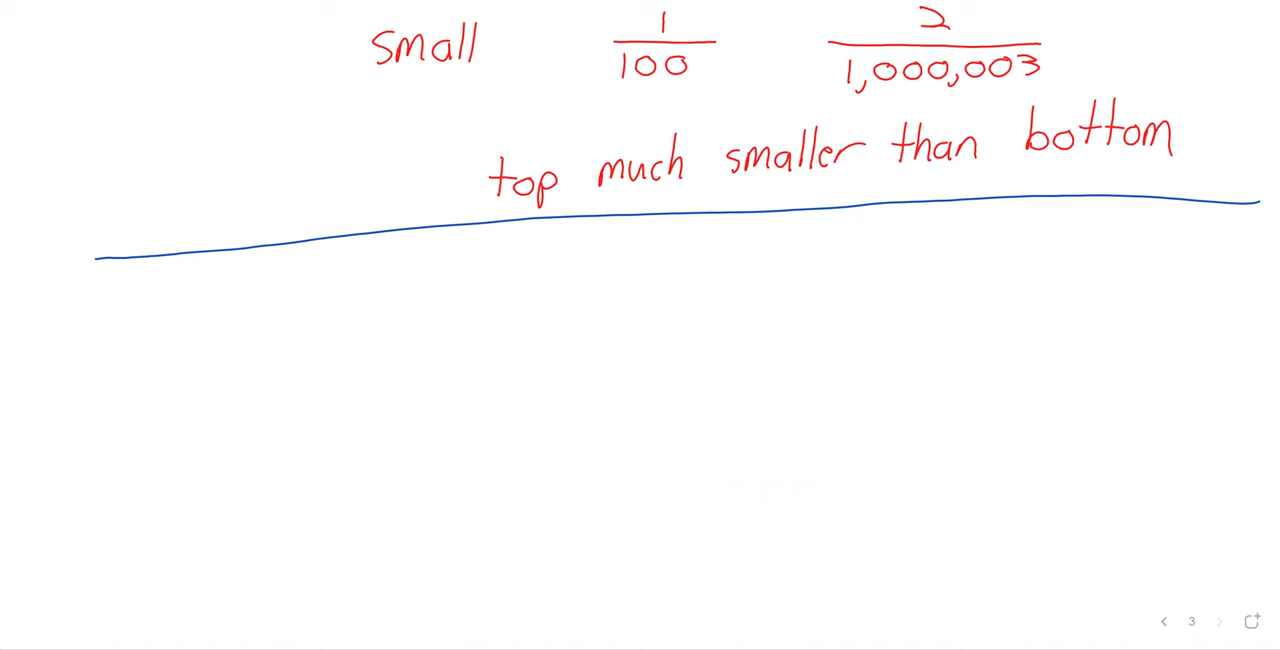 small 1/100 2/1,000,003
top much smaller than bottom
3